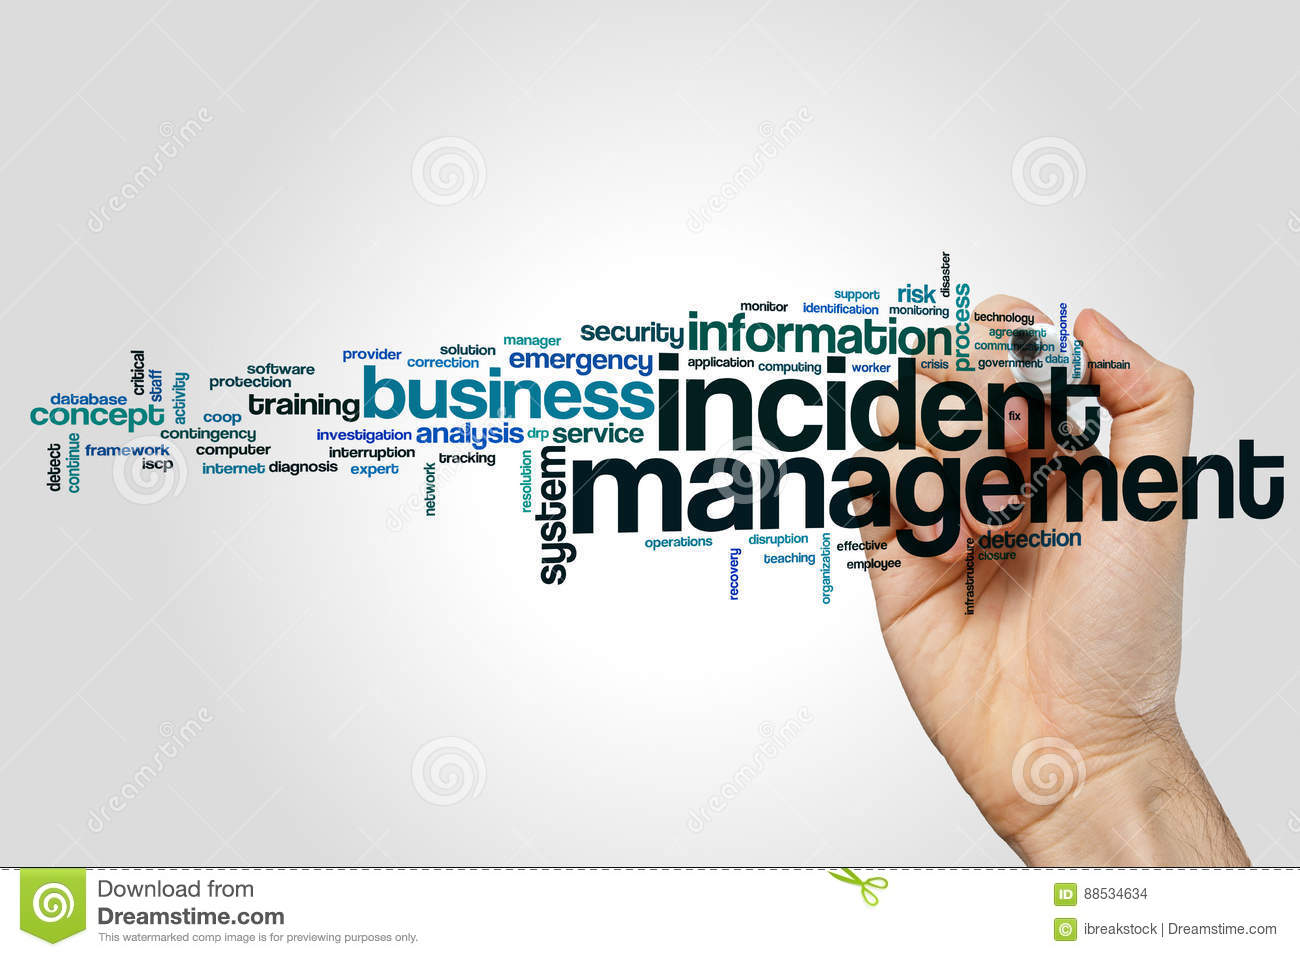 disaster
support
risk
process
monitor
identification
monitoring
technology
response
security
information
agreement
communication
limiting
manager
solution
provider
correction
emergency
application
computing
worker
crisis
government
data
maintain
critical
staff
activity
software
protection
training
business
incident
fix
database
concept
coop
contingency
investigation
analysis
drp
service
detect
continue
framework
computer
interruption
tracking
iscp
internet
diagnosis
expert
network
resolution
system
management
operations
disruption
effective
detection
recovery
teaching
organization
employee
infrastructure
closure
dreamstime
dreamstime
dreamstime
dreamstime
Download from
Dreamstime.com
This watermarked comp image is for previewing purposes only.
ID 88534634
© ibreakstock | Dreamstime.com